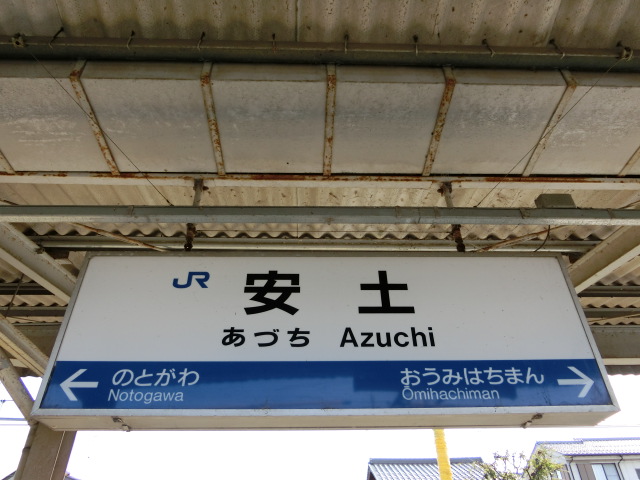 JR 安土
あづち Azuchi
← のとがわ おうみはちまん →
Notogawa Ōmihachiman